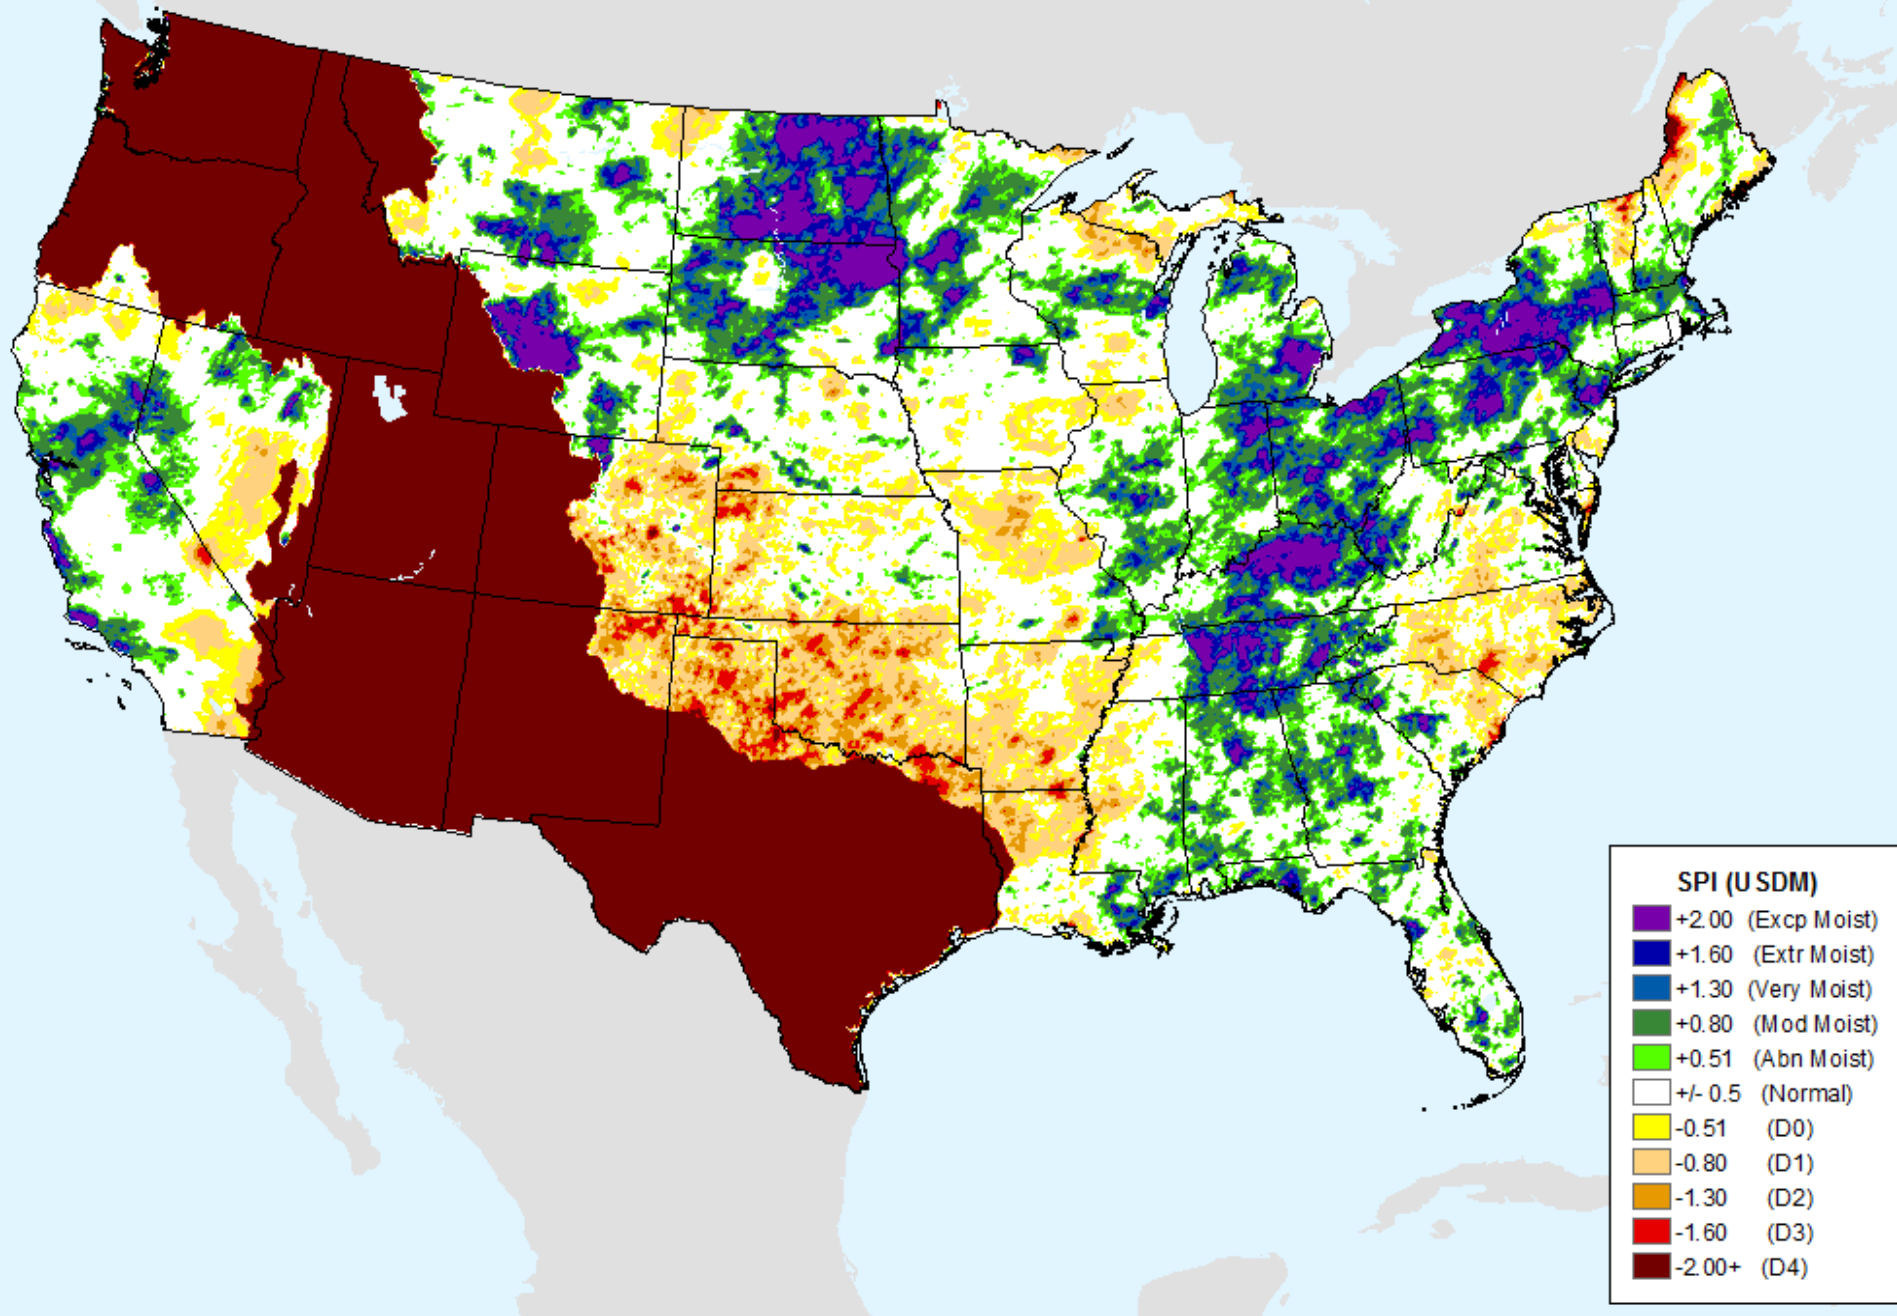 SPI (USDM)
+2.00 (Excp Moist)
+1.60 (Extr Moist)
+1.30 (Very Moist)
+0.80 (Mod Moist)
+0.51 (Abn Moist)
+/- 0.5 (Normal)
-0.51 (D0)
-0.80 (D1)
-1.30 (D2)
-1.60 (D3)
-2.00+ (D4)